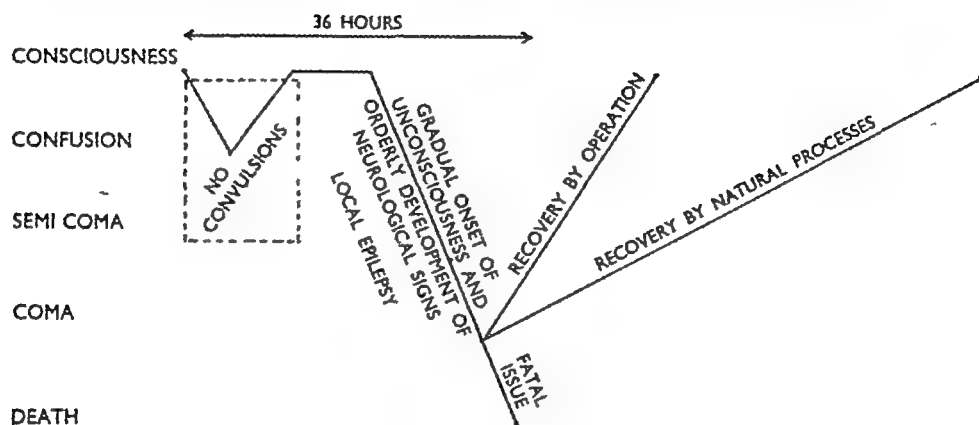 36 HOURS
CONSCIOUSNESS
CONFUSION
SEMI COMA
COMA
DEATH
NO
CONVULSIONS
GRADUAL ONSET OF
UNCONSCIOUSNESS AND
ORDERLY DEVELOPMENT OF
NEUROLOGICAL SIGNS
LOCAL EPILEPSY
RECOVERY BY OPERATION
RECOVERY BY NATURAL PROCESSES
FATAL
ISSUE